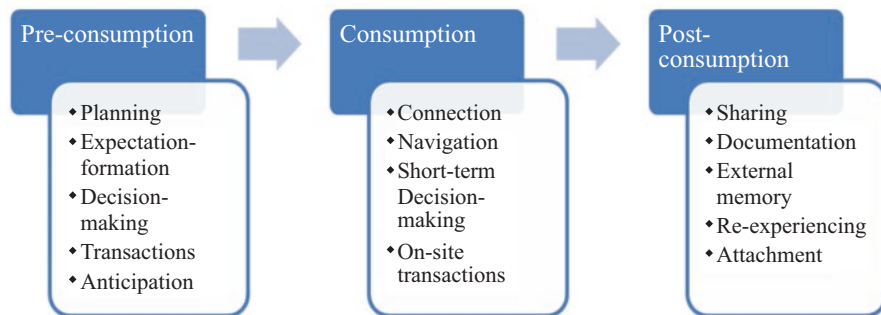 Pre-consumption
◆ Planning
◆ Expectation-
formation
◆ Decision-
making
◆ Transactions
◆ Anticipation
Consumption
◆ Connection
◆ Navigation
◆ Short-term
Decision-
making
◆ On-site
transactions
Post-
consumption
◆ Sharing
◆ Documentation
◆ External
memory
◆ Re-experiencing
◆ Attachment